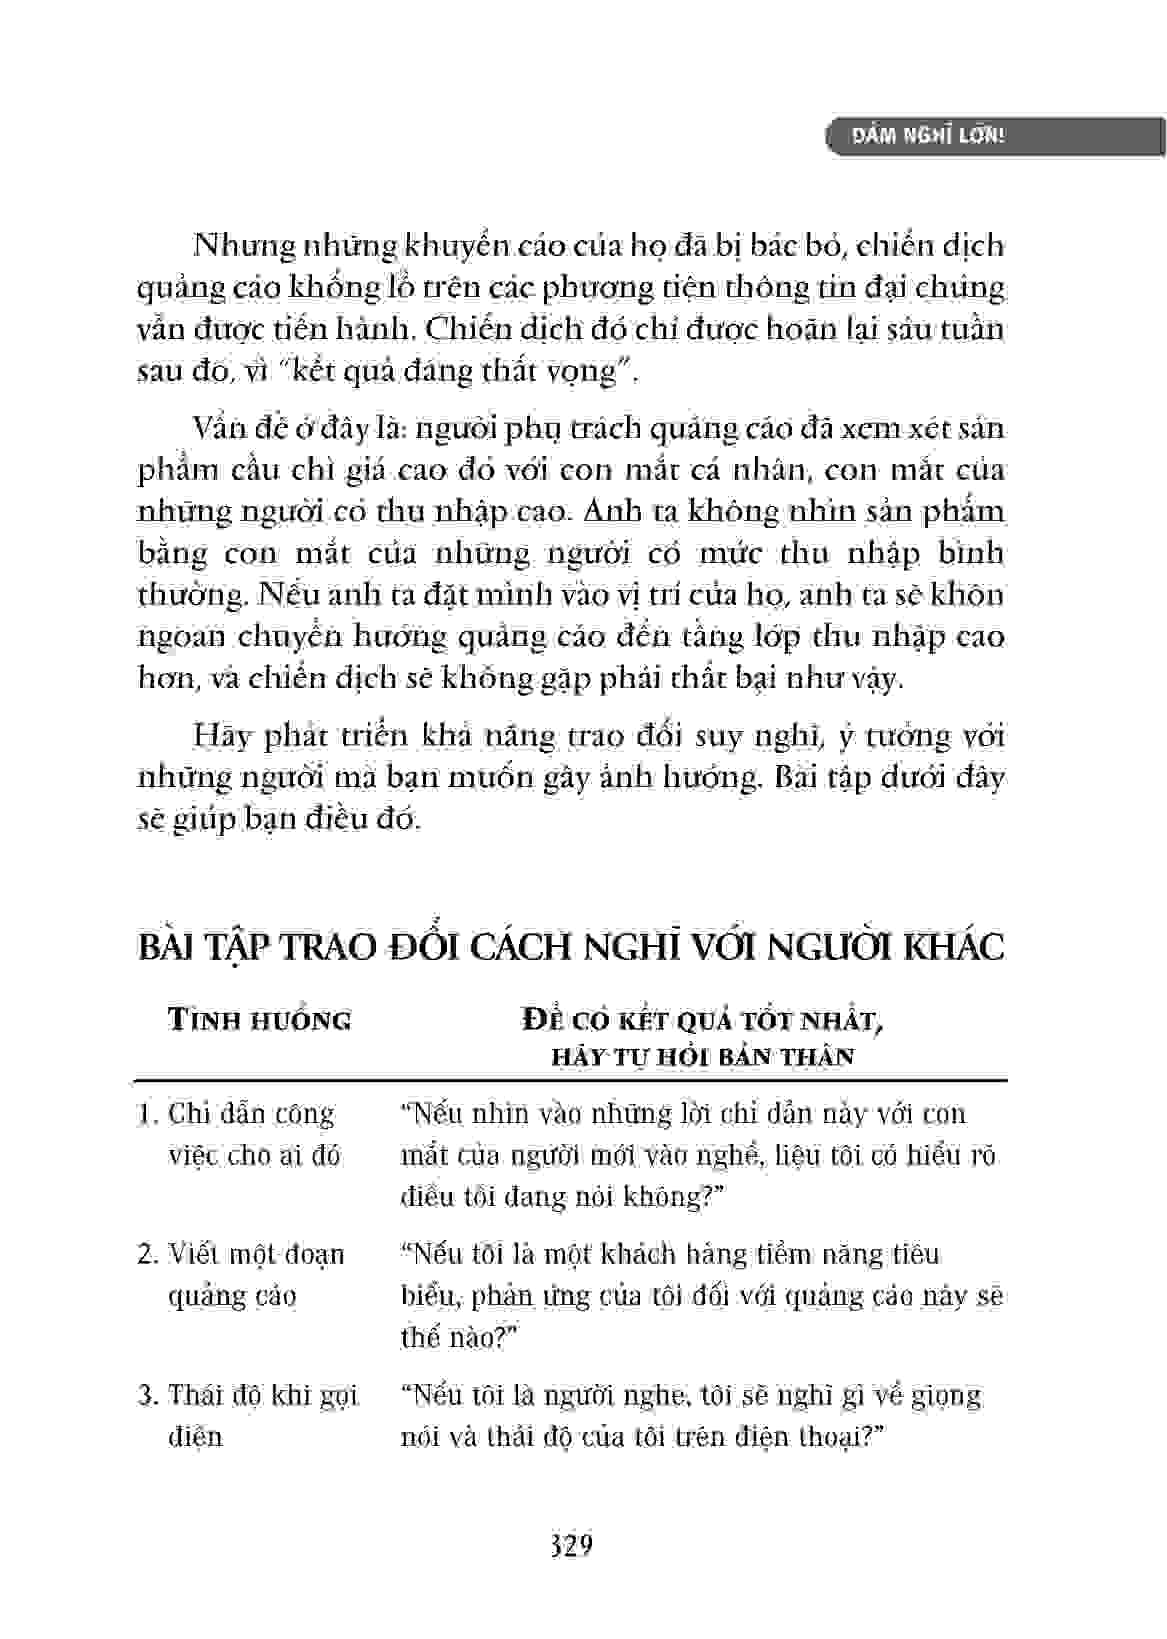 DÁM NGHĨ LỚN!
Nhưng những khuyến cáo của họ đã bị bác bỏ, chiến dịch
quảng cáo khổng lồ trên các phương tiện thông tin đại chúng
vẫn được tiến hành. Chiến dịch đó chỉ được hoãn lại sáu tuần
sau đó, vì “kết quả đáng thất vọng”.
Vấn đề ở đây là: người phụ trách quảng cáo đã xem xét sản
phẩm cầu chì giá cao đó với con mắt cá nhân, con mắt của
những người có thu nhập cao. Anh ta không nhìn sản phẩm
bằng con mắt của những người có mức thu nhập bình
thường. Nếu anh ta đặt mình vào vị trí của họ, anh ta sẽ khôn
ngoan chuyển hướng quảng cáo đến tầng lớp thu nhập cao
hơn, và chiến dịch sẽ không gặp phải thất bại như vậy.
Hãy phát triển khả năng trao đổi suy nghĩ, ý tưởng với
những người mà bạn muốn gây ảnh hưởng. Bài tập dưới đây
sẽ giúp bạn điều đó.
BÀI TẬP TRAO ĐỔI CÁCH NGHĨ VỚI NGƯỜI KHÁC
TÌNH HUỐNG
ĐỂ CÓ KẾT QUẢ TỐT NHẤT,
HÃY TỰ HỎI BẢN THÂN
1. Chỉ dẫn công
việc cho ai đó
“Nếu nhìn vào những lời chỉ dẫn này với con
mắt của người mới vào nghề, liệu tôi có hiểu rõ
điều tôi đang nói không?”
2. Viết một đoạn
quảng cáo
“Nếu tôi là một khách hàng tiềm năng tiêu
biểu, phản ứng của tôi đối với quảng cáo này sẽ
thế nào?”
3. Thái độ khi gọi
điện
“Nếu tôi là người nghe, tôi sẽ nghĩ gì về giọng
nói và thái độ của tôi trên điện thoại?”
329